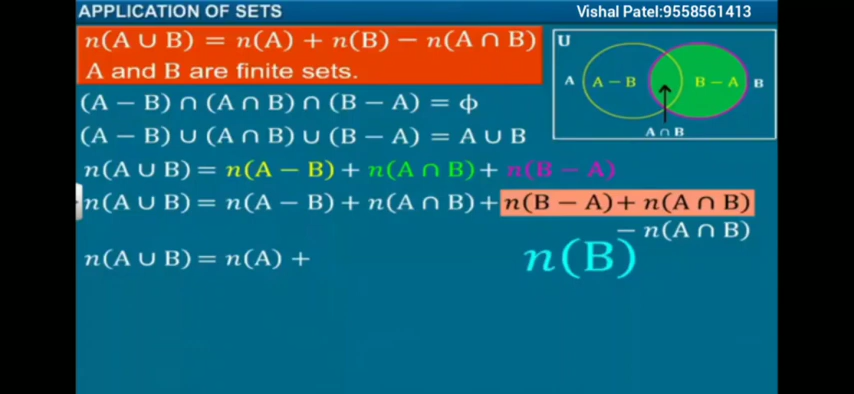 APPLICATION OF SETS
Vishal Patel:9558561413
n(A ∪ B) = n(A) + n(B) − n(A ∩ B)
A and B are finite sets.
U
A
A − B
B − A
B
A ∩ B
(A − B) ∩ (A ∩ B) ∩ (B − A) = ϕ
(A − B) ∪ (A ∩ B) ∪ (B − A) = A ∪ B
n(A ∪ B) = n(A − B) + n(A ∩ B) + n(B − A)
n(A ∪ B) = n(A − B) + n(A ∩ B) + n(B − A) + n(A ∩ B)
− n(A ∩ B)
n(A ∪ B) = n(A) + n(B)